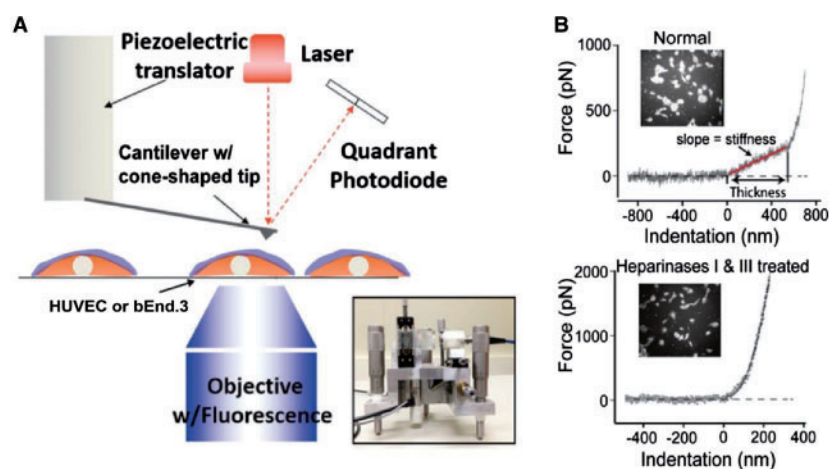 A
Piezoelectric
translator
Laser
Cantilever w/
cone-shaped tip
Quadrant
Photodiode
HUVEC or bEnd.3
Objective
w/Fluorescence
B
Normal
Force (pN)
1000
500
0
slope = stiffness
Thickness
-800
-400
0
400
800
Indentation (nm)
Heparinases I & III treated
Force (pN)
2000
1000
0
-400
-200
0
200
400
Indentation (nm)